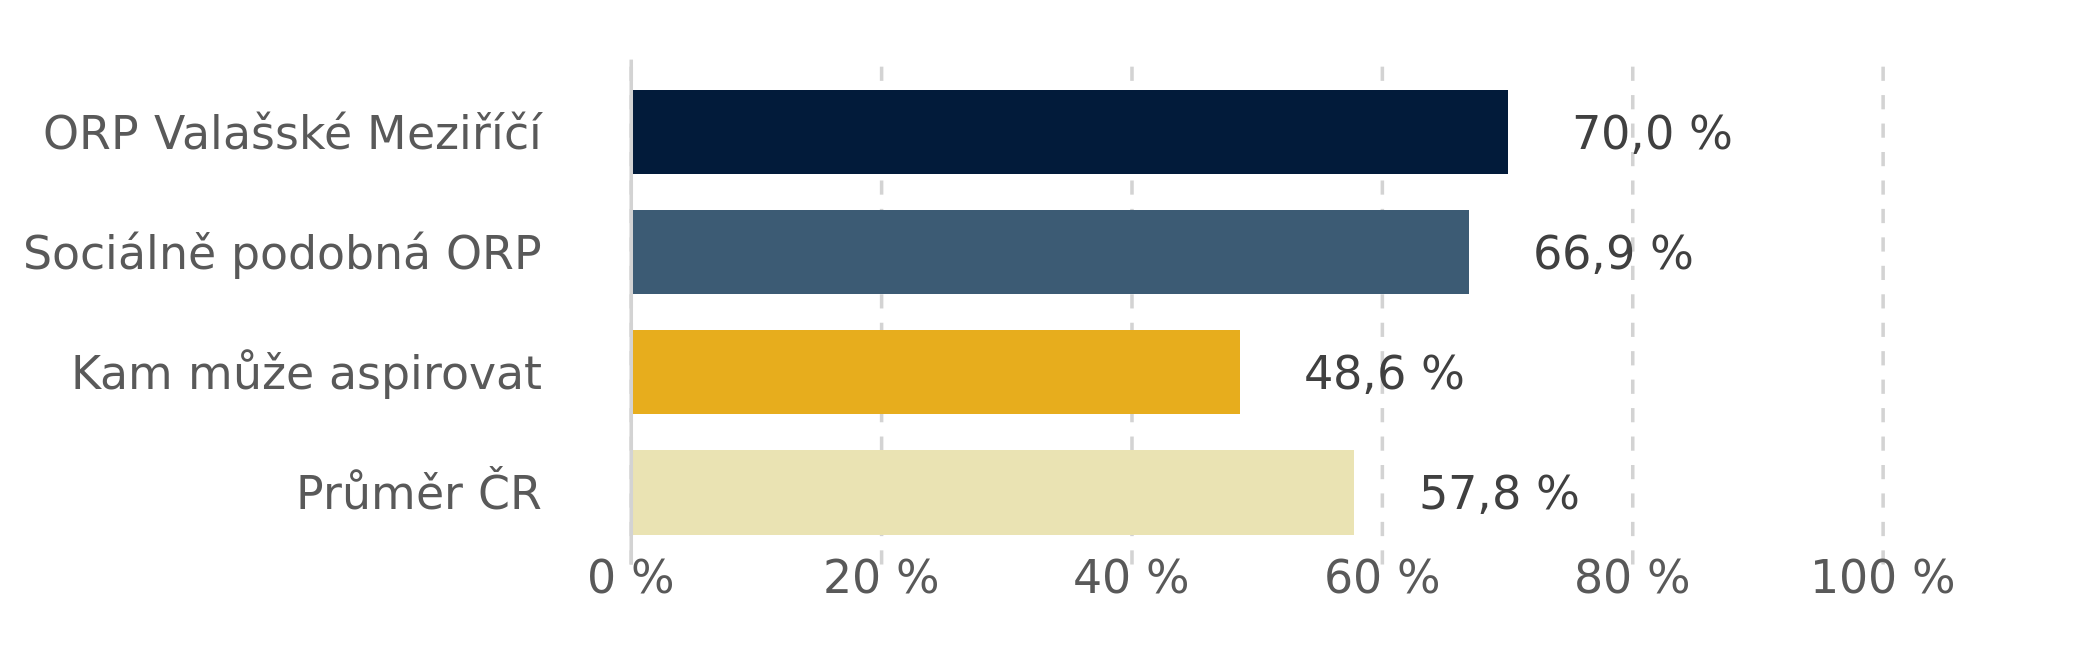 ORP Valašské Meziříčí
70,0 %
Sociálně podobná ORP
66,9 %
Kam může aspirovat
48,6 %
Průměr ČR
57,8 %
0 % 20 % 40 % 60 % 80 % 100 %